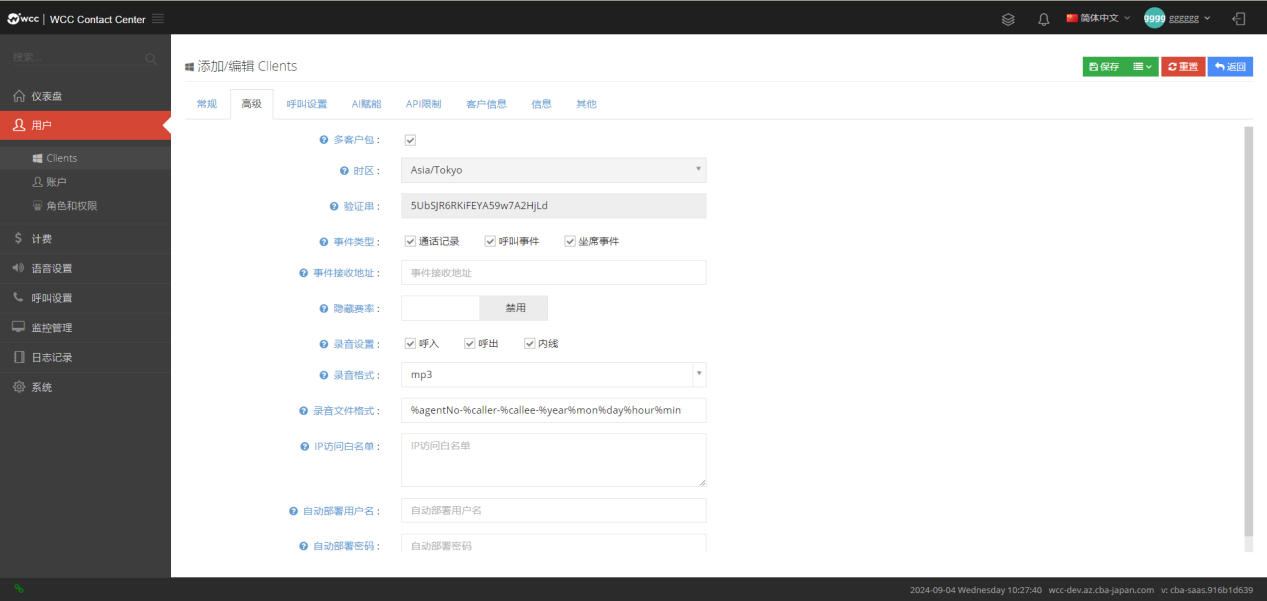 wcc | WCC Contact Center
简体中文
gggg gggggg
搜索...
仪表盘
用户
Clients
账户
角色和权限
计费
语音设置
呼叫设置
监控管理
日志记录
系统
添加/编辑 Clients
保存 重置 返回
常规 高级 呼叫设置 AI赋能 API限制 客户信息 信息 其他
多客户包 :
时区 : Asia/Tokyo
验证串 : 5UbSJR6RKiFEYA59w7A2HjLd
事件类型 : 通话记录 呼叫事件 坐席事件
事件接收地址 : 事件接收地址
隐藏费率 : 禁用
录音设置 : 呼入 呼出 内线
录音格式 : mp3
录音文件格式 : %agentNo-%caller-%callee-%year%mon%day%hour%min
IP访问白名单 : IP访问白名单
自动部署用户名 : 自动部署用户名
自动部署密码 : 自动部署密码
2024-09-04 Wednesday 10:27:40 wcc-dev.az.cba-japan.com v: cba-saas.916b1d639